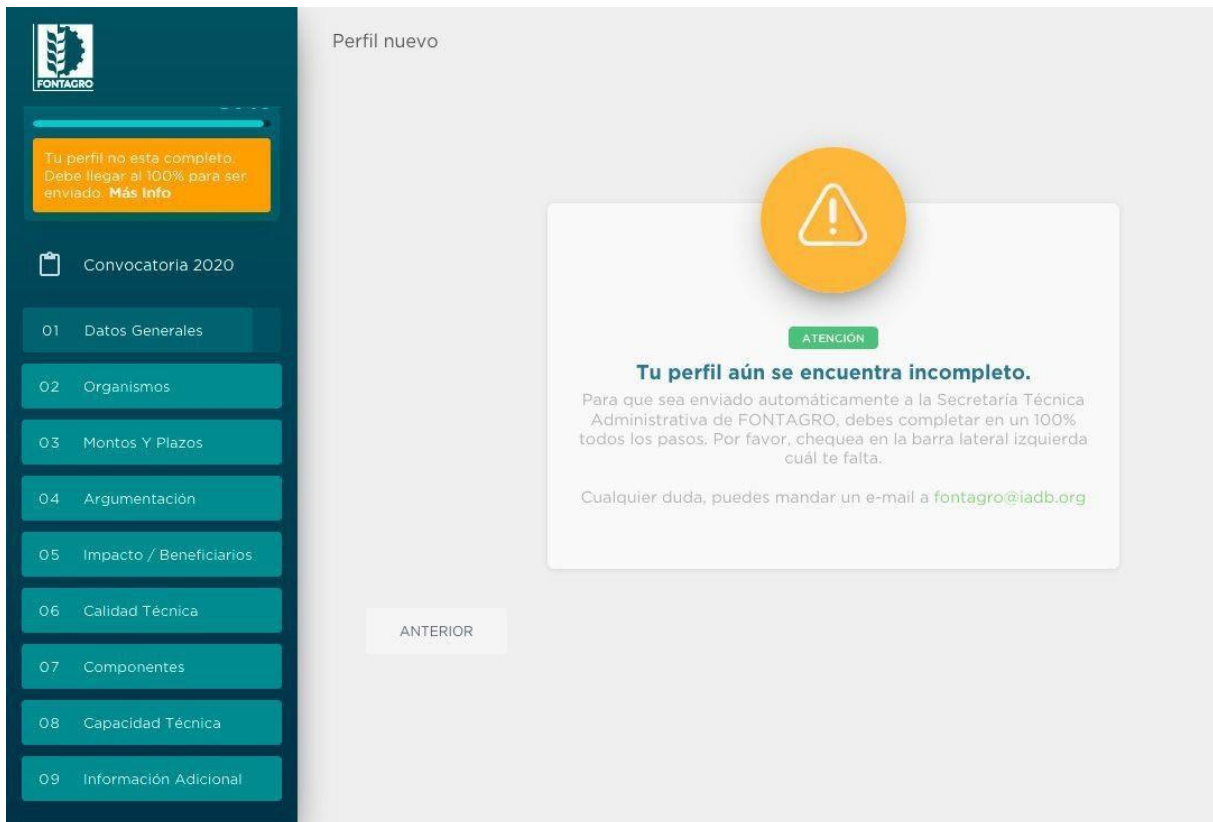 FONTAGRO
Perfil nuevo
Tu perfil no esta completo.
Debe llegar al 100% para ser
enviado. Más Info
Convocatoria 2020
01 Datos Generales
02 Organismos
03 Montos Y Plazos
04 Argumentación
05 Impacto / Beneficiarios
06 Calidad Técnica
07 Componentes
08 Capacidad Técnica
09 Información Adicional
ATENCIÓN
Tu perfil aún se encuentra incompleto.
Para que sea enviado automáticamente a la Secretaría Técnica
Administrativa de FONTAGRO, debes completar en un 100%
todos los pasos. Por favor, chequea en la barra lateral izquierda
cuál te falta.
Cualquier duda, puedes mandar un e-mail a fontagro@iadb.org
ANTERIOR